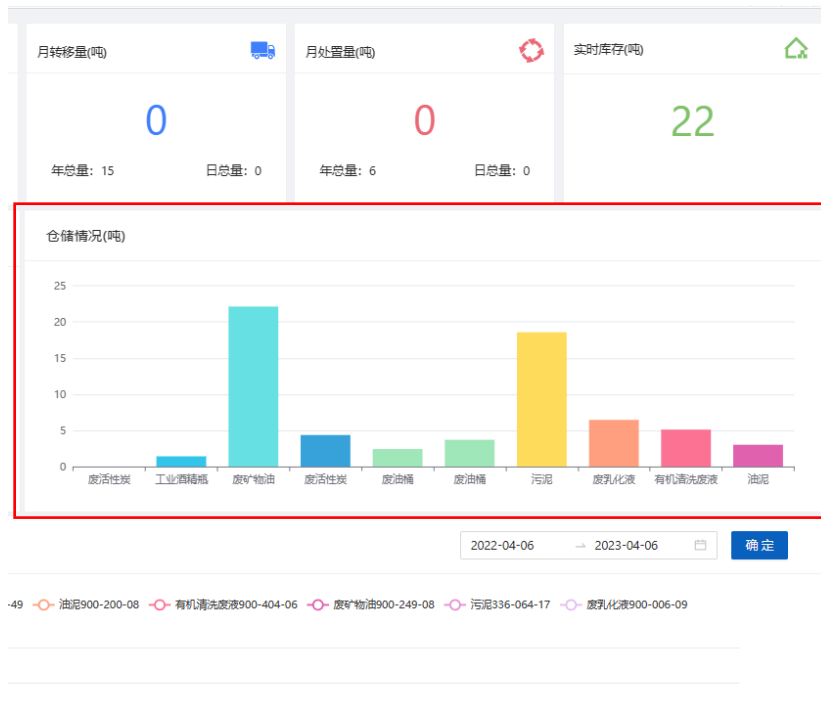 月转移量(吨)
0
年总量: 15 日总量: 0
月处置量(吨)
0
年总量: 6 日总量: 0
实时库存(吨)
22
仓储情况(吨)
25
20
15
10
5
0
废活性炭 工业酒精瓶 废矿物油 废活性炭 废油桶 废油桶 污泥 废乳化液 有机清洗废液 油泥
2022-04-06 → 2023-04-06 确定
-49 油泥900-200-08 有机清洗废液900-404-06 废矿物油900-249-08 污泥336-064-17 废乳化液900-006-09